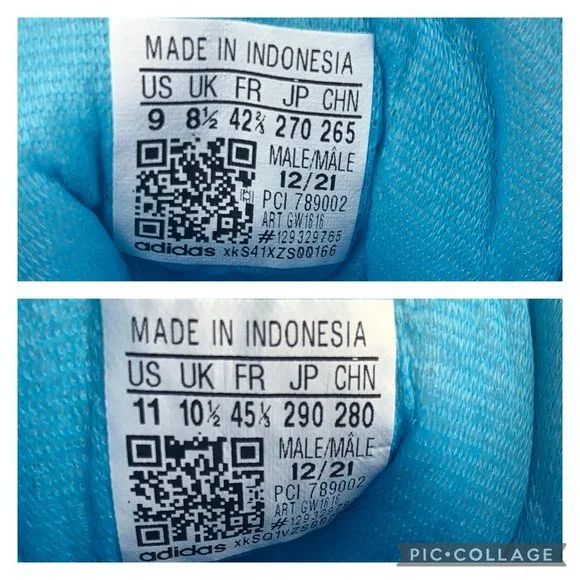 MADE IN INDONESIA
US UK FR JP CHN
9 8½ 42⅔ 270 265
MALE/MÂLE
12/21
PCI 789002
ART GW1616
#129329765
adidas xkS41XZS00166
MADE IN INDONESIA
US UK FR JP CHN
11 10½ 45⅓ 290 280
MALE/MÂLE
12/21
PCI 789002
ART GW1616
adidas
PIC•COLLAGE